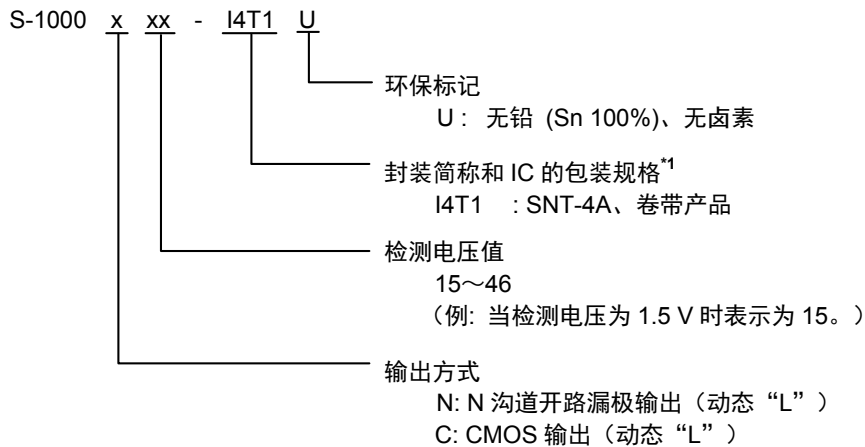 S-1000 x xx - I4T1 U
环保标记
U : 无铅 (Sn 100%)、无卤素
封装简称和 IC 的包装规格*1
I4T1 : SNT-4A、卷带产品
检测电压值
15～46
（例: 当检测电压为 1.5 V 时表示为 15。）
输出方式
N: N 沟道开路漏极输出（动态“L”）
C: CMOS 输出（动态“L”）